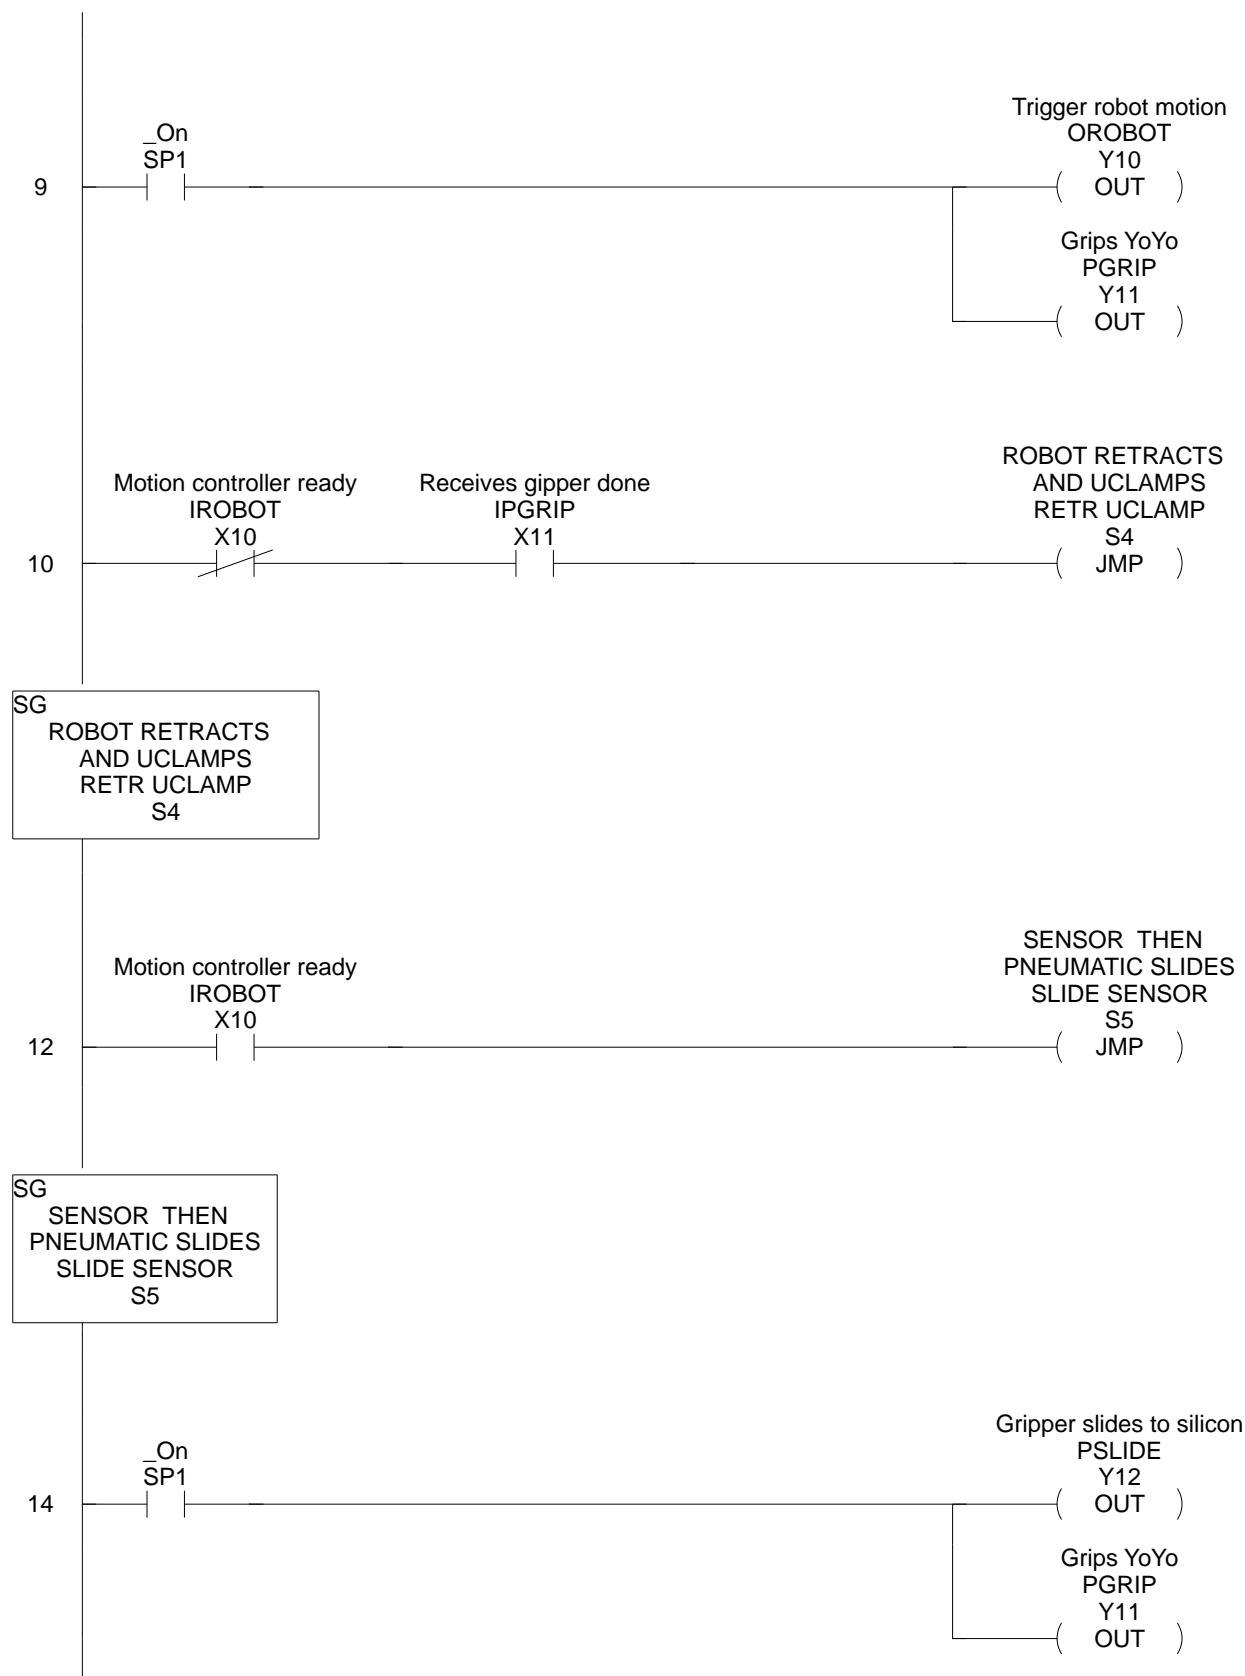 Trigger robot motion
OROBOT
_On
Y10
SP1
9
( OUT )
Grips YoYo
PGRIP
Y11
( OUT )
ROBOT RETRACTS
AND UCLAMPS
RETR UCLAMP
Motion controller ready
IROBOT
X10
Receives gipper done
IPGRIP
X11
S4
10
( JMP )
SG
ROBOT RETRACTS
AND UCLAMPS
RETR UCLAMP
S4
SENSOR THEN
PNEUMATIC SLIDES
SLIDE SENSOR
Motion controller ready
IROBOT
X10
S5
12
( JMP )
SG
SENSOR THEN
PNEUMATIC SLIDES
SLIDE SENSOR
S5
Gripper slides to silicon
PSLIDE
_On
Y12
SP1
14
( OUT )
Grips YoYo
PGRIP
Y11
( OUT )